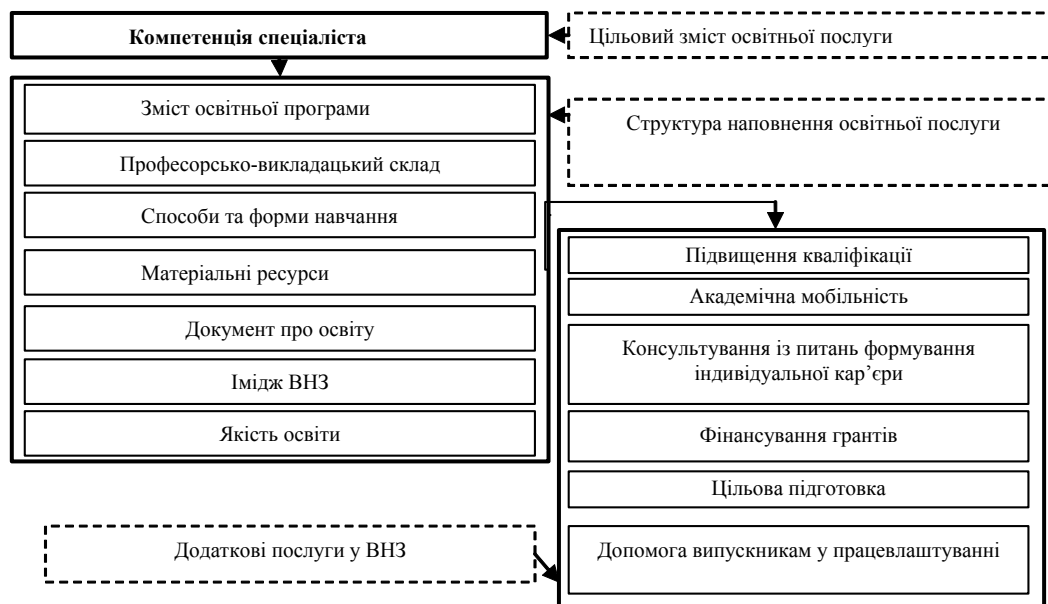 Компетенція спеціаліста
Цільовий зміст освітньої послуги
Зміст освітньої програми
Структура наповнення освітньої послуги
Професорсько-викладацький склад
Способи та форми навчання
Матеріальні ресурси
Документ про освіту
Імідж ВНЗ
Якість освіти
Підвищення кваліфікації
Академічна мобільність
Консультування із питань формування
індивідуальної кар’єри
Фінансування грантів
Цільова підготовка
Додаткові послуги у ВНЗ
Допомога випускникам у працевлаштуванні